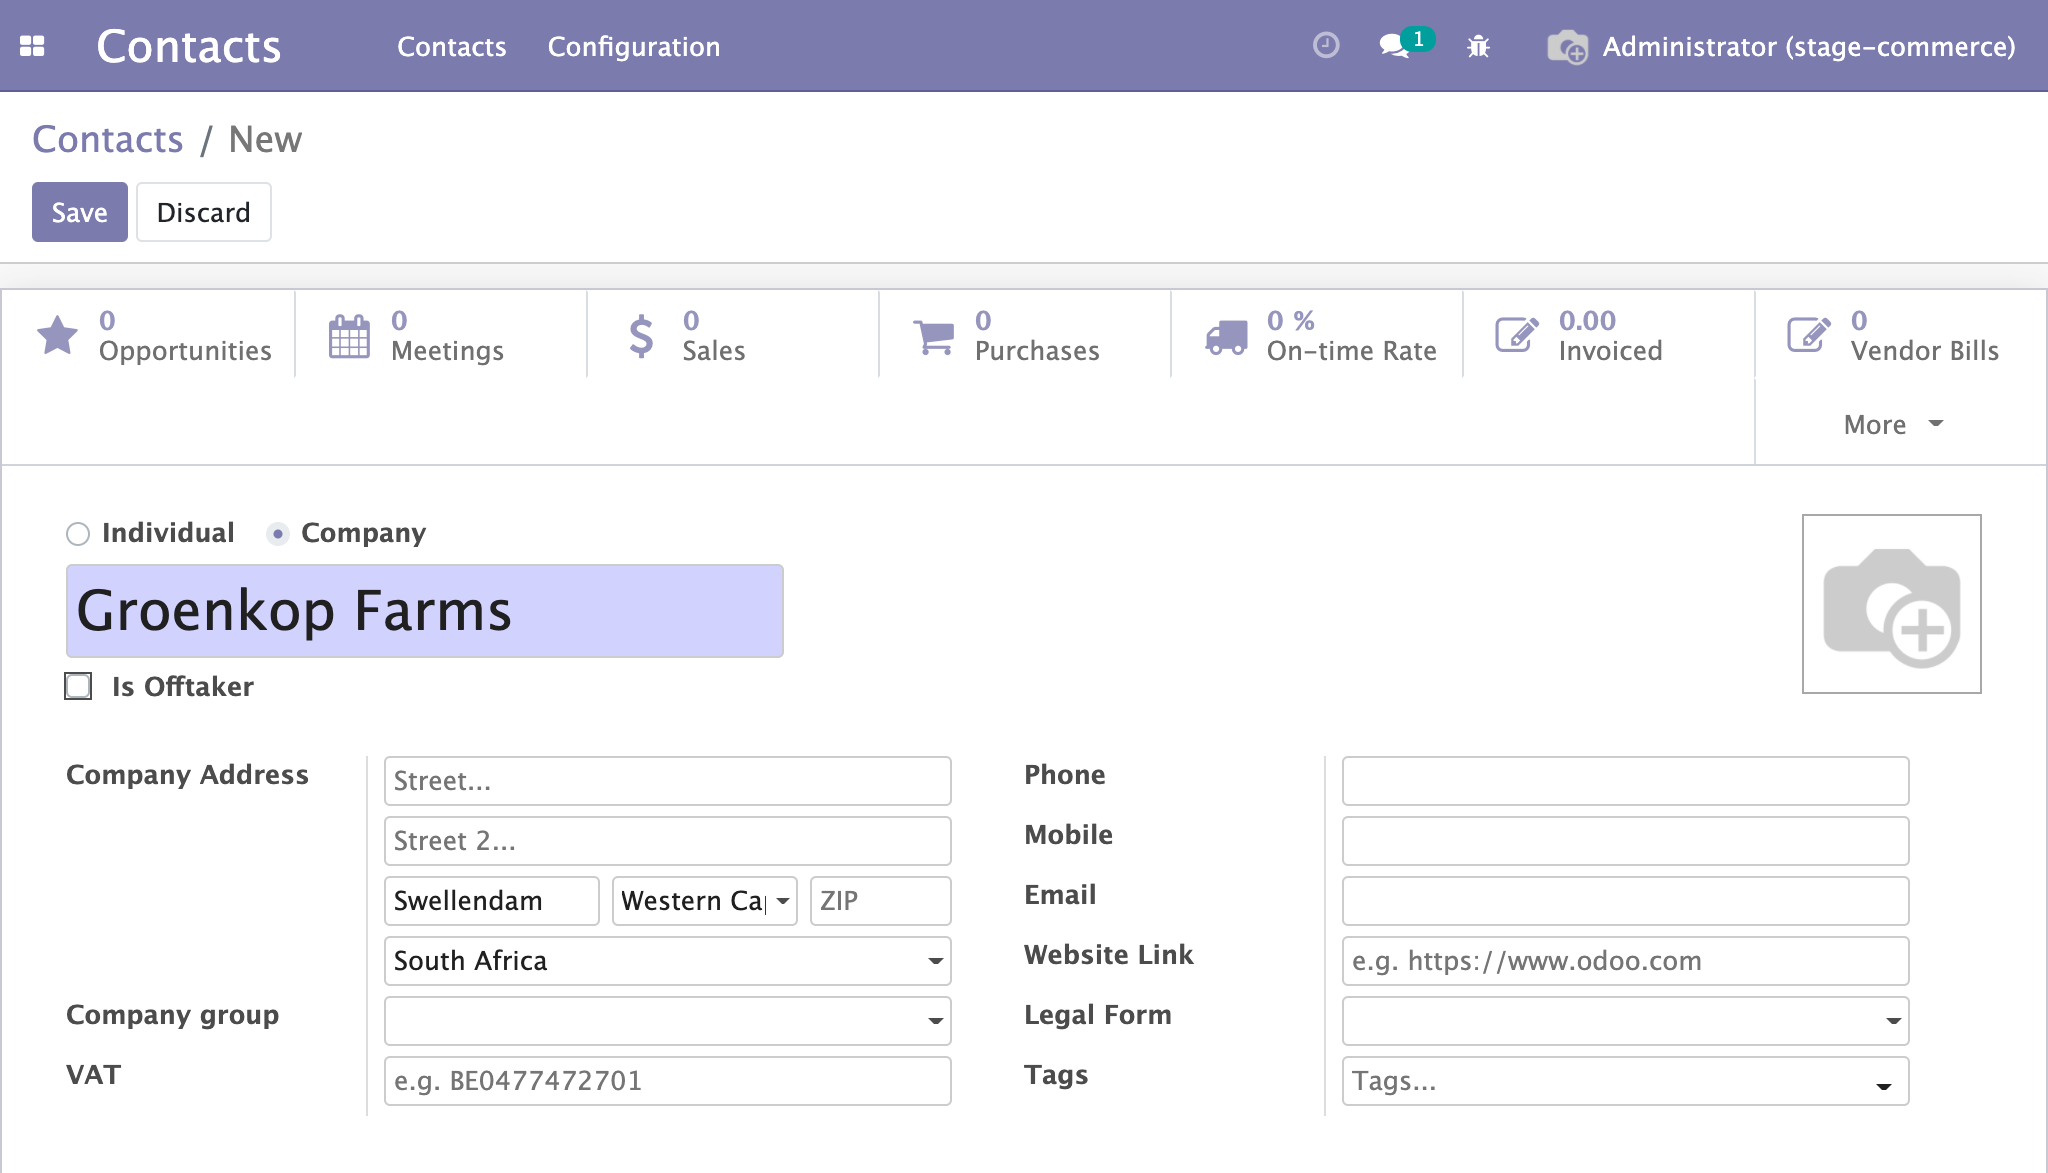 Contacts Contacts Configuration 1 Administrator (stage-commerce)
Contacts / New
Save Discard
0 Opportunities
0 Meetings
0 Sales
0 Purchases
0 % On-time Rate
0.00 Invoiced
0 Vendor Bills
More
Individual Company
Groenkop Farms
Is Offtaker
Company Address
Street...
Street 2...
Swellendam Western Ca ZIP
South Africa
Company group
VAT e.g. BE0477472701
Phone
Mobile
Email
Website Link e.g. https://www.odoo.com
Legal Form
Tags Tags...